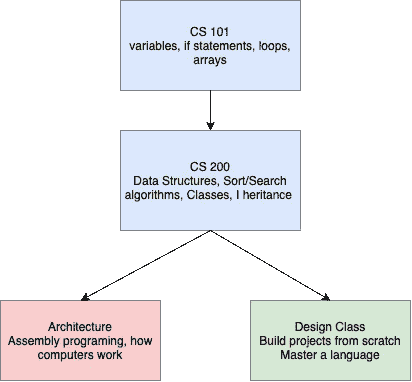 CS 101
variables, if statements, loops,
arrays
CS 200
Data Structures, Sort/Search
algorithms, Classes, I heritance
Architecture
Assembly programing, how
computers work
Design Class
Build projects from scratch
Master a language